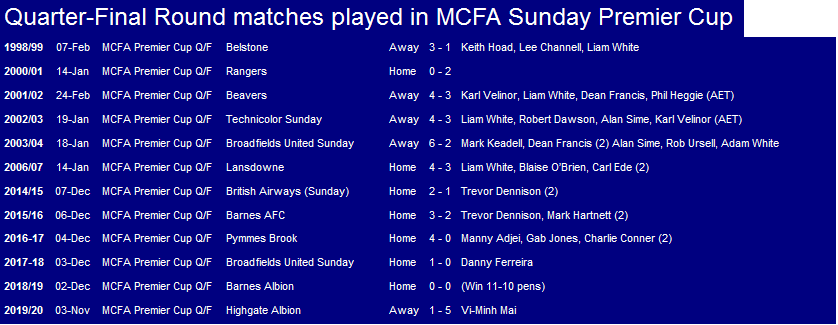 Quarter-Final Round matches played in MCFA Sunday Premier Cup
1998/99 07-Feb MCFA Premier Cup Q/F Belstone Away 3 - 1 Keith Hoad, Lee Channell, Liam White
2000/01 14-Jan MCFA Premier Cup Q/F Rangers Home 0 - 2
2001/02 24-Feb MCFA Premier Cup Q/F Beavers Away 4 - 3 Karl Velinor, Liam White, Dean Francis, Phil Heggie (AET)
2002/03 19-Jan MCFA Premier Cup Q/F Technicolor Sunday Away 4 - 3 Liam White, Robert Dawson, Alan Sime, Karl Velinor (AET)
2003/04 18-Jan MCFA Premier Cup Q/F Broadfields United Sunday Away 6 - 2 Mark Keadell, Dean Francis (2) Alan Sime, Rob Ursell, Adam White
2006/07 14-Jan MCFA Premier Cup Q/F Lansdowne Home 4 - 3 Liam White, Blaise O'Brien, Carl Ede (2)
2014/15 07-Dec MCFA Premier Cup Q/F British Airways (Sunday) Home 2 - 1 Trevor Dennison (2)
2015/16 06-Dec MCFA Premier Cup Q/F Barnes AFC Home 3 - 2 Trevor Dennison, Mark Hartnett (2)
2016-17 04-Dec MCFA Premier Cup Q/F Pymmes Brook Home 4 - 0 Manny Adjei, Gab Jones, Charlie Conner (2)
2017-18 03-Dec MCFA Premier Cup Q/F Broadfields United Sunday Home 1 - 0 Danny Ferreira
2018/19 02-Dec MCFA Premier Cup Q/F Barnes Albion Home 0 - 0 (Win 11-10 pens)
2019/20 03-Nov MCFA Premier Cup Q/F Highgate Albion Away 1 - 5 Vi-Minh Mai